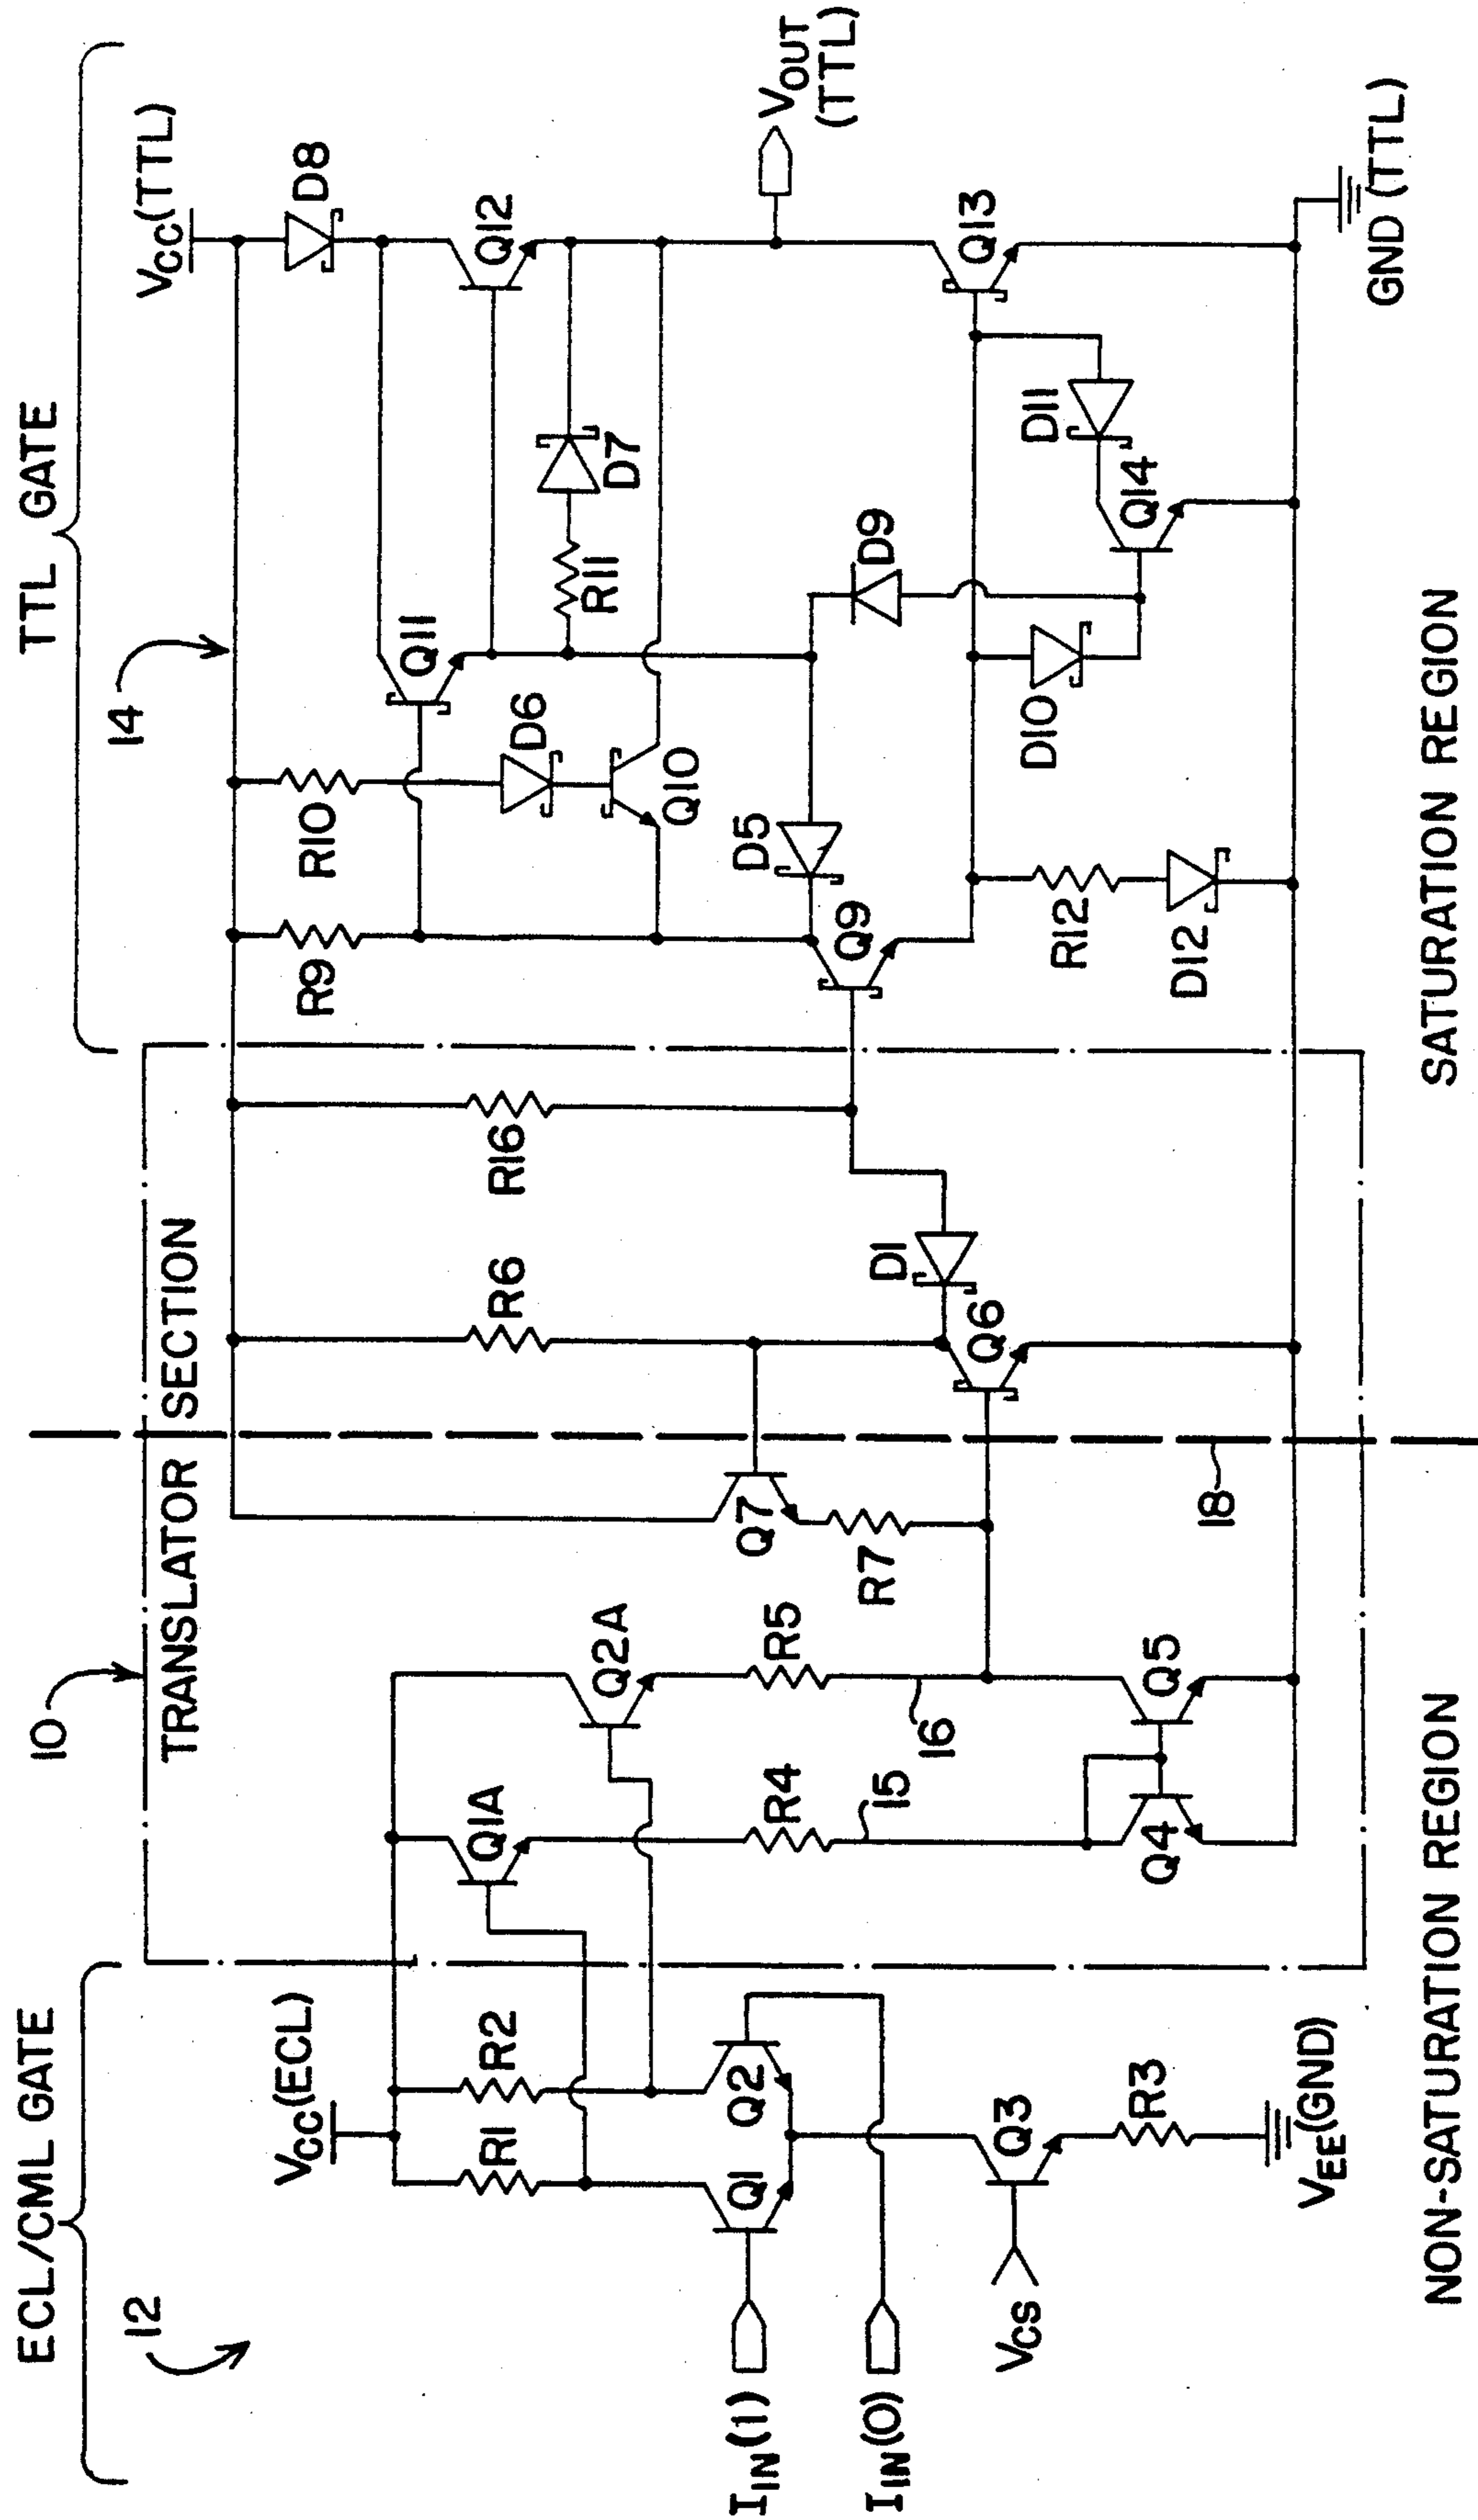 ECL/CML GATE
TTL GATE
12
10
14
TRANSLATOR SECTION
VCC(ECL)
VCC(TTL)
R1
R2
Q1A
Q2A
R6
R16
R9
R10
D8
Q11
Q12
D6
Q10
R11
D7
IIN(1)
Q1
Q2
R4
R5
Q7
R7
D1
D5
D9
VOUT
(TTL)
IIN(0)
15
16
Q6
Q9
Q13
VCS
Q3
R3
Q4
Q5
18
R12
D12
D10
Q14
D11
VEE(GND)
GND (TTL)
NON-SATURATION REGION
SATURATION REGION